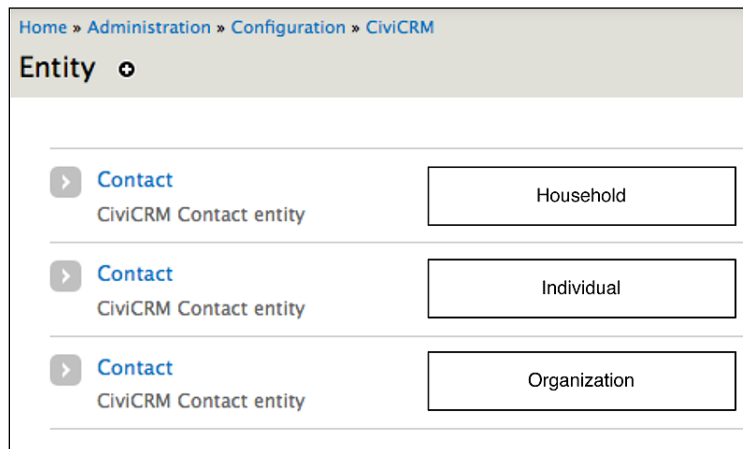 Home » Administration » Configuration » CiviCRM
Entity
Contact
CiviCRM Contact entity
Household
Contact
CiviCRM Contact entity
Individual
Contact
CiviCRM Contact entity
Organization